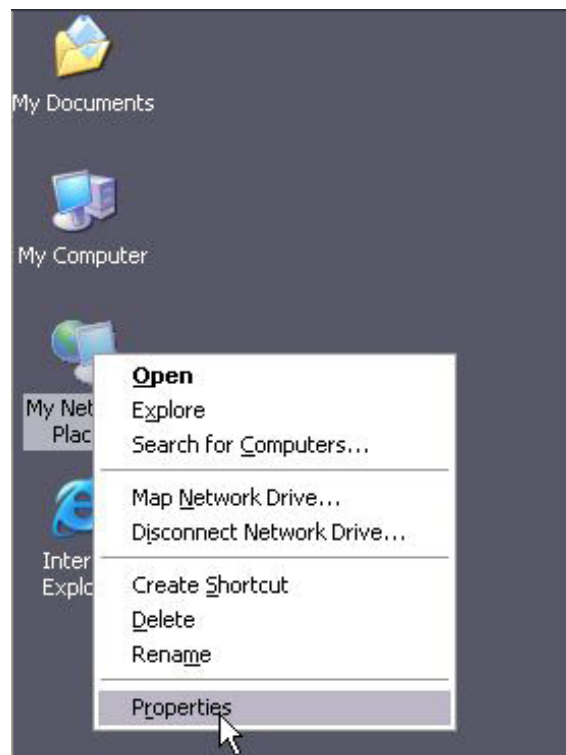 My Documents
My Computer
My Net
Plac
Inter
Explo
Open
Explore
Search for Computers...
Map Network Drive...
Disconnect Network Drive...
Create Shortcut
Delete
Rename
Properties